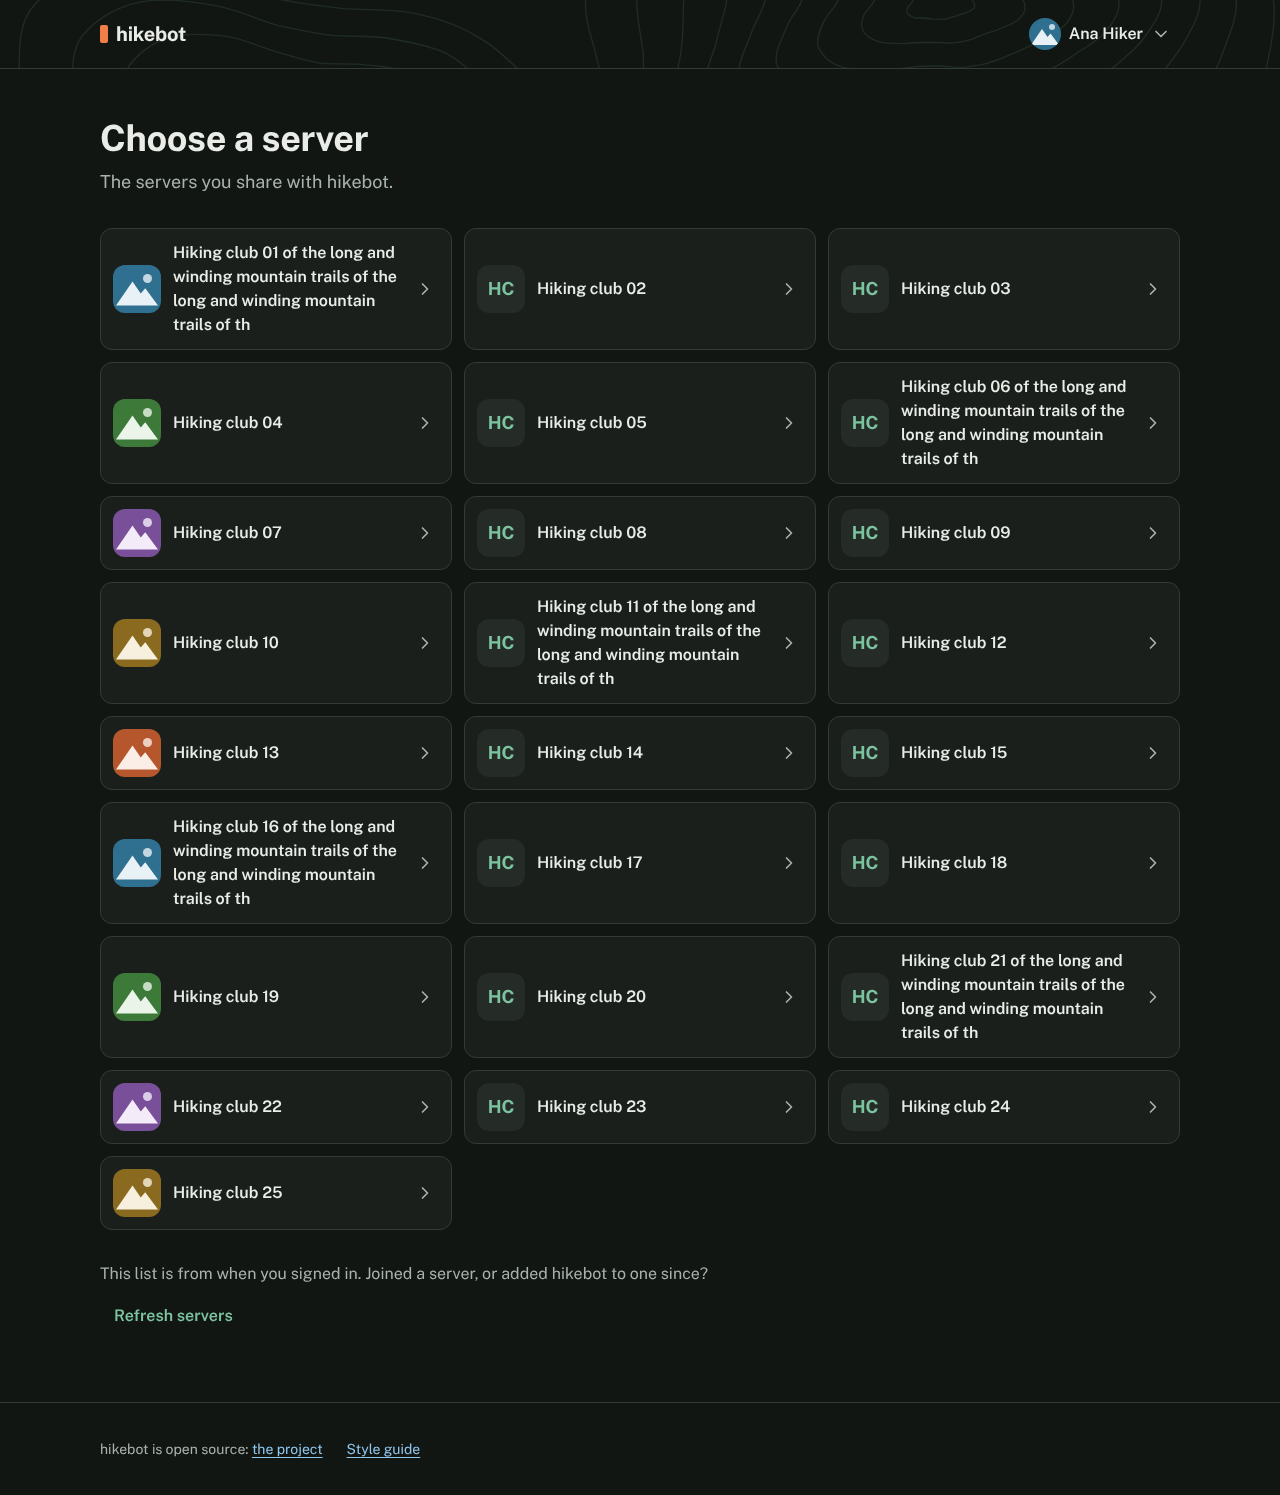 hikebot
Ana Hiker
Choose a server
The servers you share with hikebot.
Hiking club 01 of the long and
winding mountain trails of the
long and winding mountain
trails of th
HC
Hiking club 02
HC
Hiking club 03
Hiking club 04
HC
Hiking club 05
HC
Hiking club 06 of the long and
winding mountain trails of the
long and winding mountain
trails of th
Hiking club 07
HC
Hiking club 08
HC
Hiking club 09
Hiking club 10
HC
Hiking club 11 of the long and
winding mountain trails of the
long and winding mountain
trails of th
HC
Hiking club 12
Hiking club 13
HC
Hiking club 14
HC
Hiking club 15
Hiking club 16 of the long and
winding mountain trails of the
long and winding mountain
trails of th
HC
Hiking club 17
HC
Hiking club 18
Hiking club 19
HC
Hiking club 20
HC
Hiking club 21 of the long and
winding mountain trails of the
long and winding mountain
trails of th
Hiking club 22
HC
Hiking club 23
HC
Hiking club 24
Hiking club 25
This list is from when you signed in. Joined a server, or added hikebot to one since?
Refresh servers
hikebot is open source: the project
Style guide